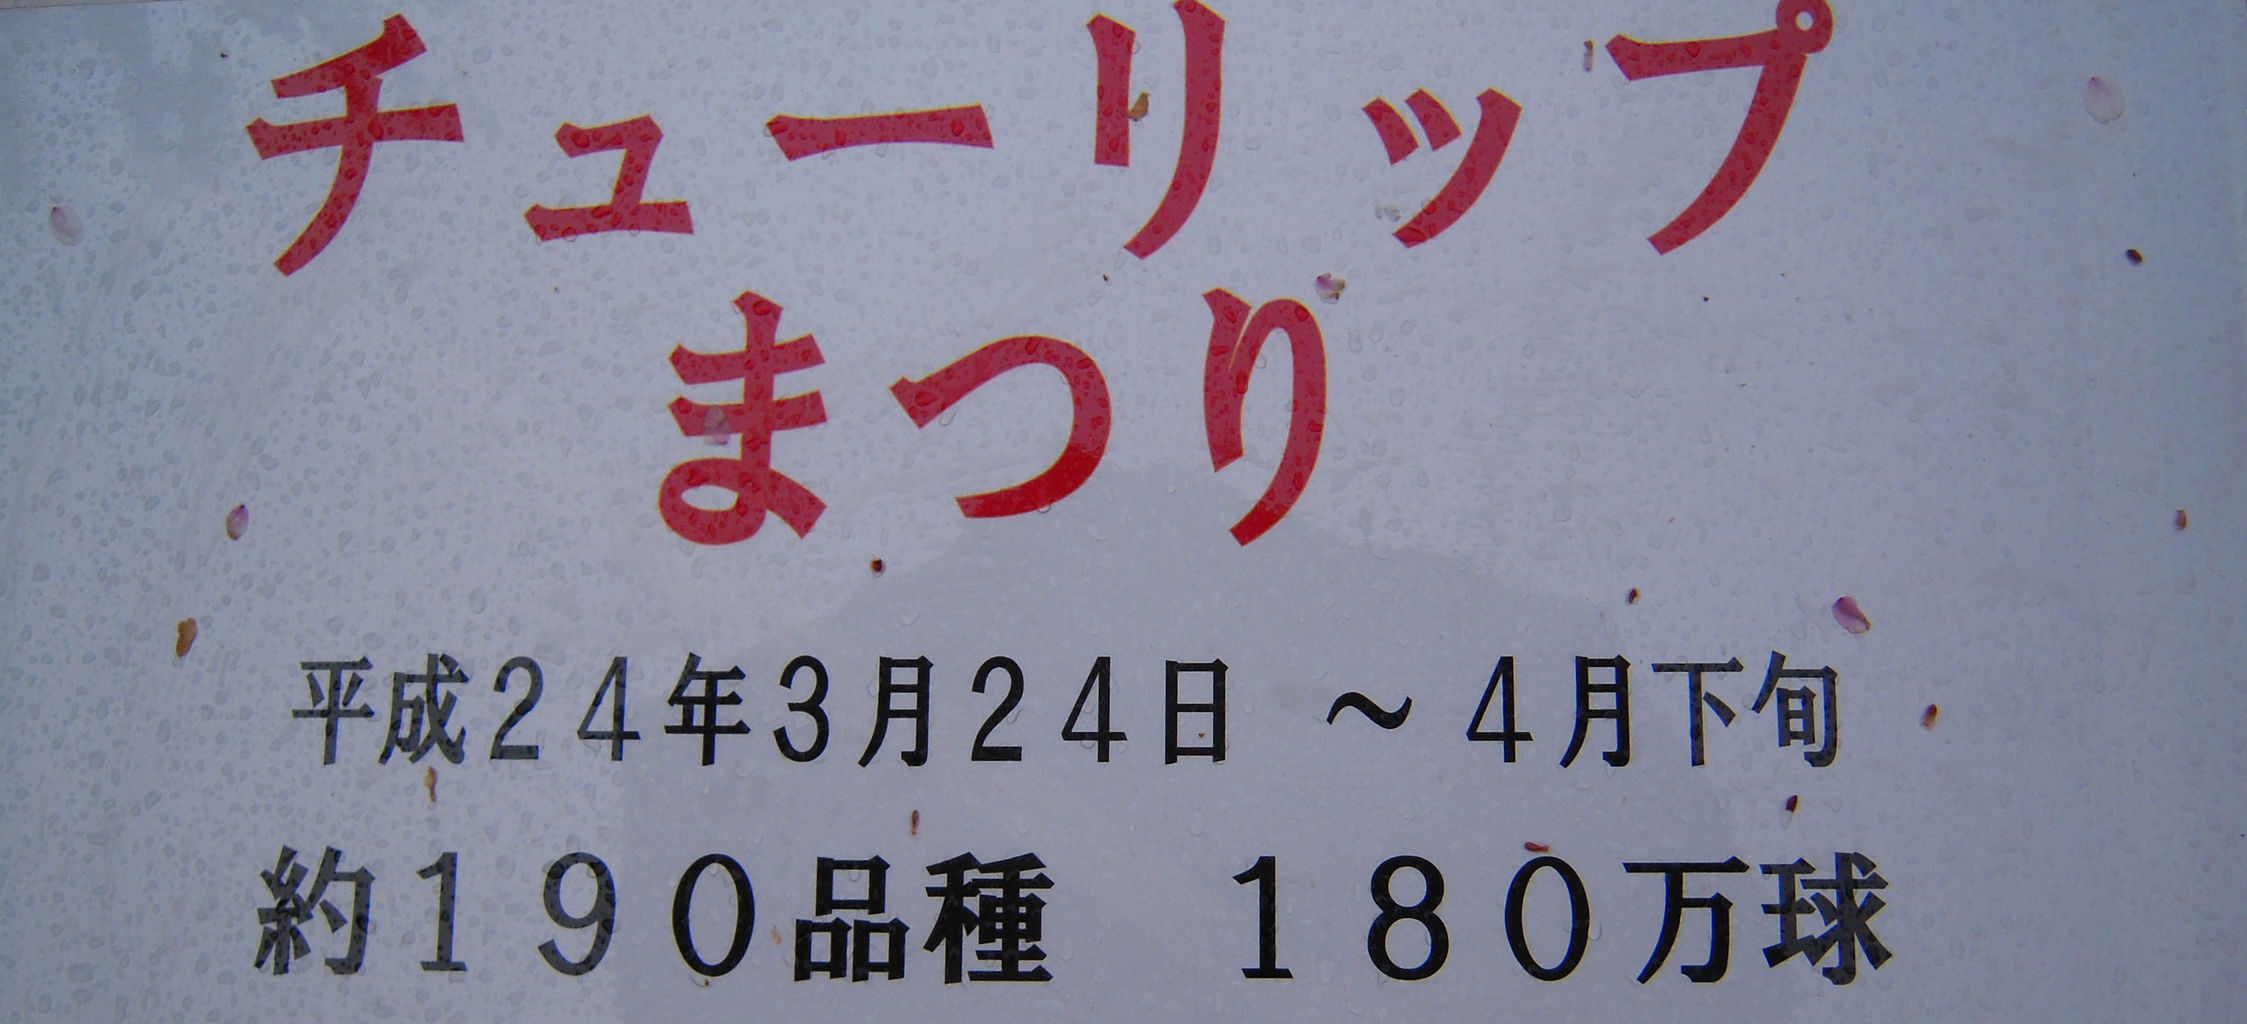 チューリップ
まつり
平成２４年３月２４日 ～ ４月下旬
約１９０品種　１８０万球